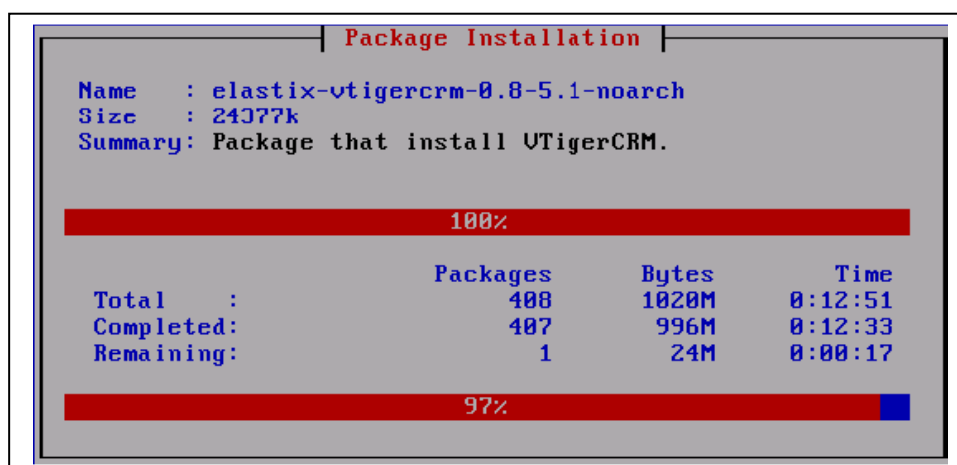 Package Installation
Name : elastix-vtigercrm-0.8-5.1-noarch
Size : 24377k
Summary: Package that install VTigerCRM.
100%
Packages Bytes Time
Total : 408 1020M 0:12:51
Completed: 407 996M 0:12:33
Remaining: 1 24M 0:00:17
97%